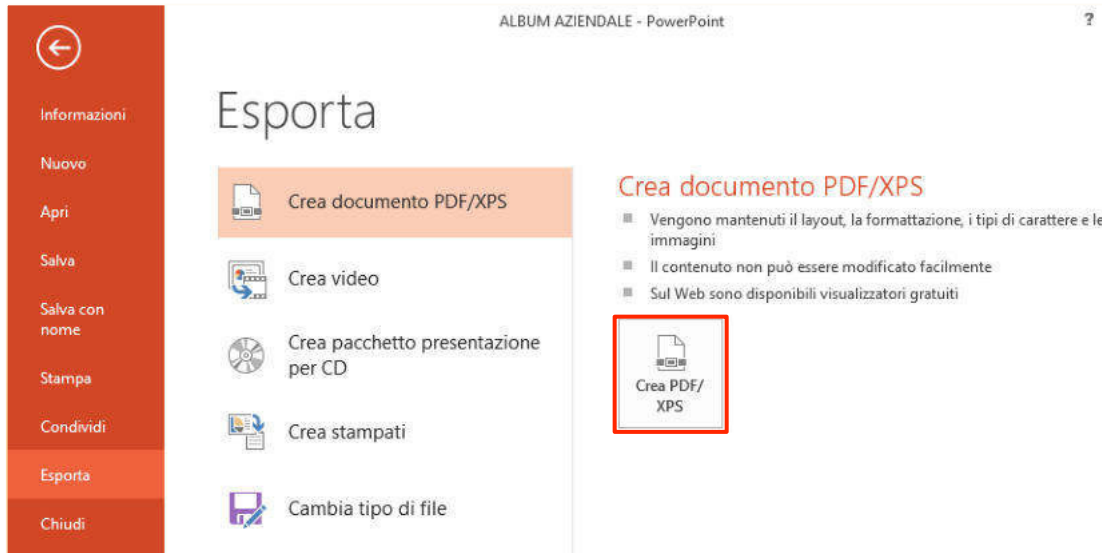 ALBUM AZIENDALE - PowerPoint
?
Informazioni
Nuovo
Apri
Salva
Salva con
nome
Stampa
Condividi
Esporta
Chiudi
Esporta
Crea documento PDF/XPS
Crea video
Crea pacchetto presentazione
per CD
Crea stampati
Cambia tipo di file
Crea documento PDF/XPS
Vengono mantenuti il layout, la formattazione, i tipi di carattere e le
immagini
Il contenuto non può essere modificato facilmente
Sul Web sono disponibili visualizzatori gratuiti
Crea PDF/
XPS